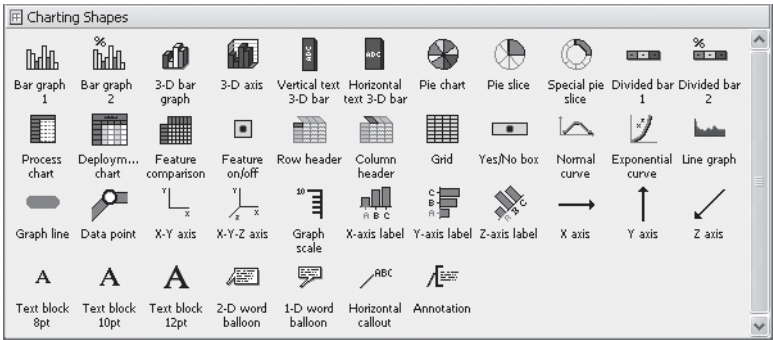 Charting Shapes
Bar graph 1
Bar graph 2
3-D bar graph
3-D axis
Vertical text 3-D bar
Horizontal text 3-D bar
Pie chart
Pie slice
Special pie slice
Divided bar 1
Divided bar 2
Process chart
Deploym... chart
Feature comparison
Feature on/off
Row header
Column header
Grid
Yes/No box
Normal curve
Exponential curve
Line graph
Graph line
Data point
X-Y axis
X-Y-Z axis
Graph scale
X-axis label
Y-axis label
Z-axis label
X axis
Y axis
Z axis
Text block 8pt
Text block 10pt
Text block 12pt
2-D word balloon
1-D word balloon
Horizontal callout
Annotation